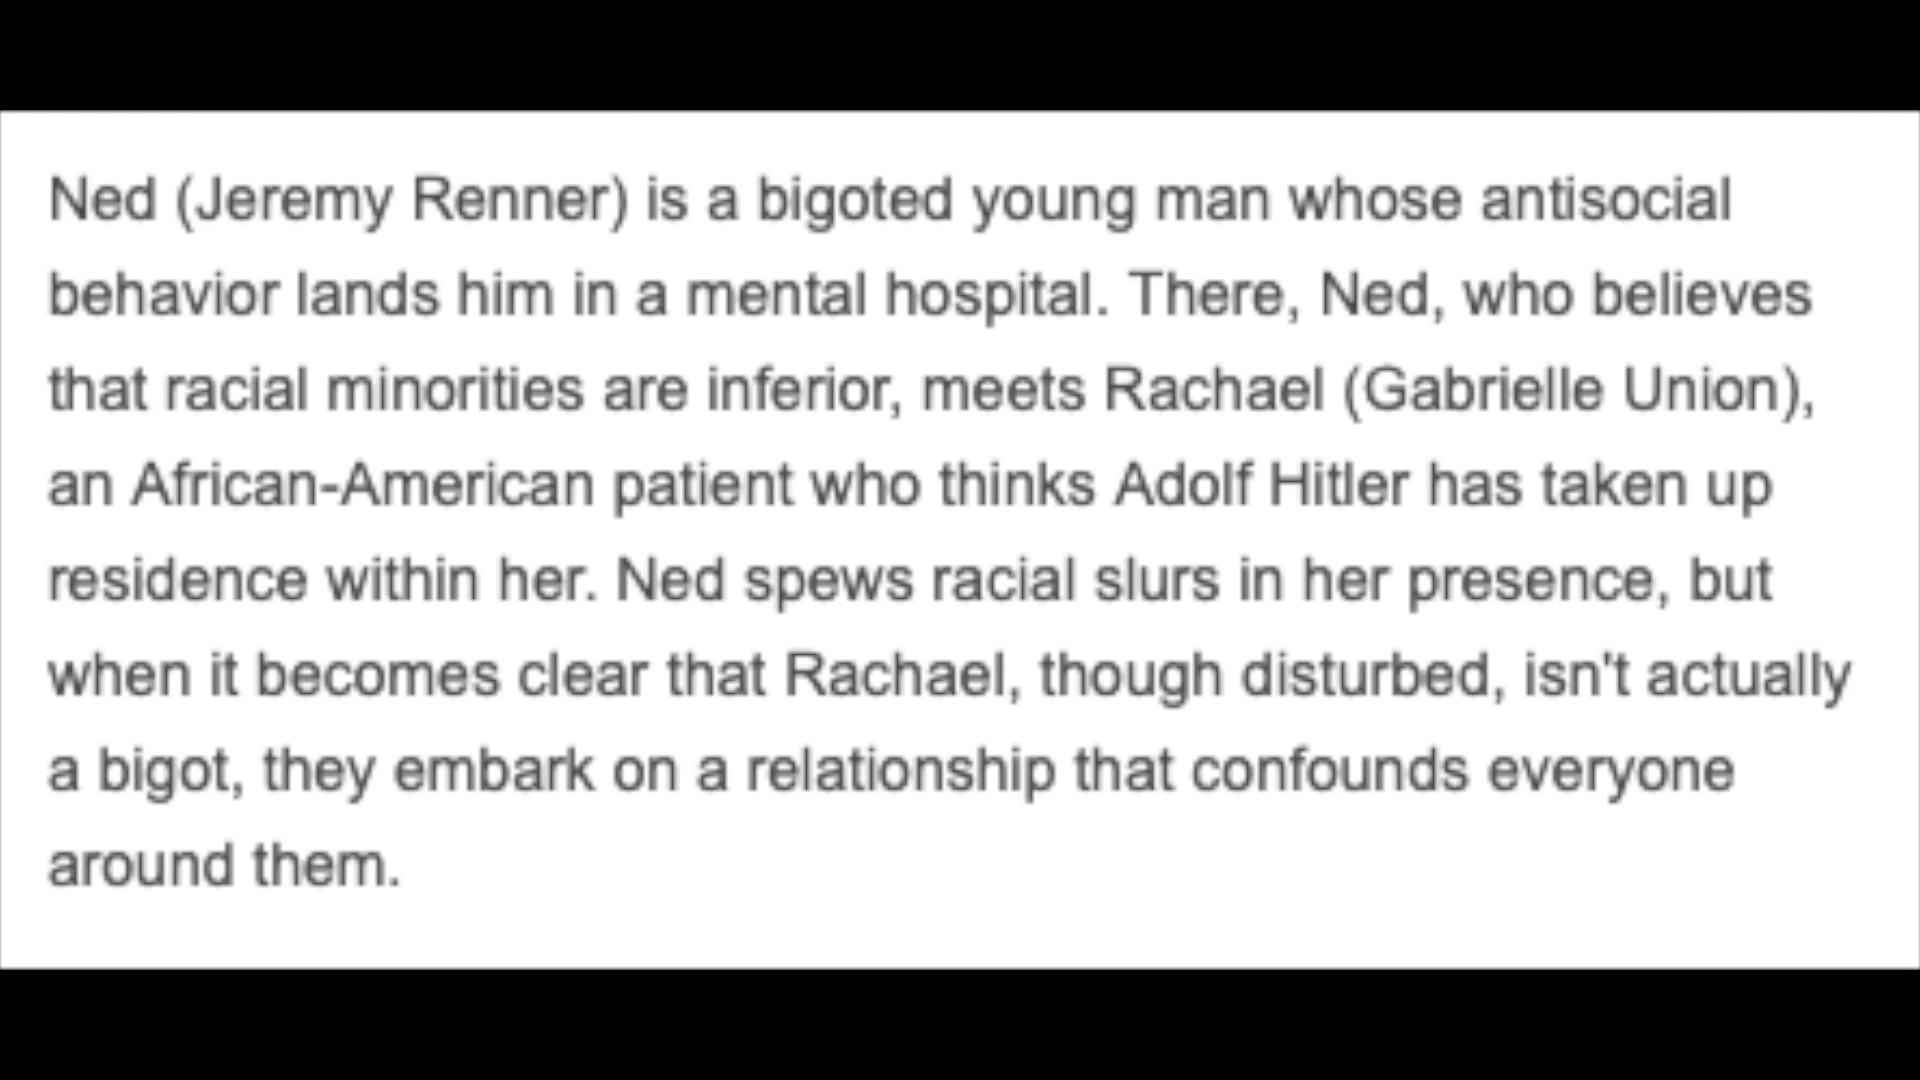 Ned (Jeremy Renner) is a bigoted young man whose antisocial
behavior lands him in a mental hospital. There, Ned, who believes
that racial minorities are inferior, meets Rachael (Gabrielle Union),
an African-American patient who thinks Adolf Hitler has taken up
residence within her. Ned spews racial slurs in her presence, but
when it becomes clear that Rachael, though disturbed, isn't actually
a bigot, they embark on a relationship that confounds everyone
around them.